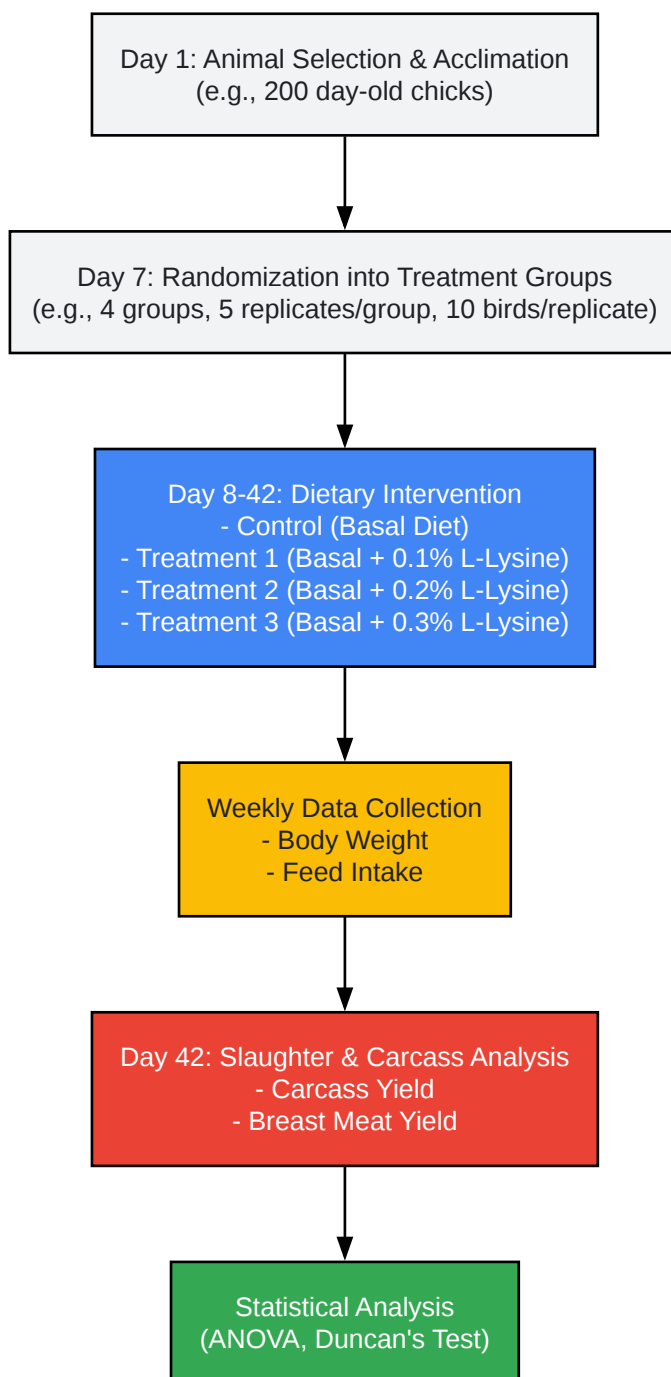 Day 1: Animal Selection & Acclimation
(e.g., 200 day-old chicks)
Day 7: Randomization into Treatment Groups
(e.g., 4 groups, 5 replicates/group, 10 birds/replicate)
Day 8-42: Dietary Intervention
- Control (Basal Diet)
- Treatment 1 (Basal + 0.1% L-Lysine)
- Treatment 2 (Basal + 0.2% L-Lysine)
- Treatment 3 (Basal + 0.3% L-Lysine)
Weekly Data Collection
- Body Weight
- Feed Intake
Day 42: Slaughter & Carcass Analysis
- Carcass Yield
- Breast Meat Yield
Statistical Analysis
(ANOVA, Duncan's Test)